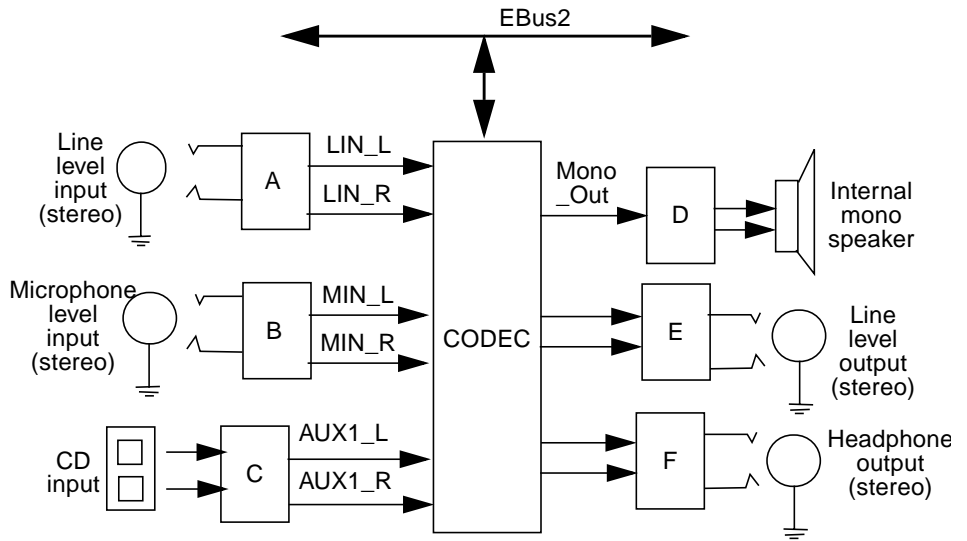 EBus2
Line
level
input
(stereo)
A
LIN_L
LIN_R
Microphone
level
input
(stereo)
B
MIN_L
MIN_R
CD
input
C
AUX1_L
AUX1_R
CODEC
Mono
_Out
D
Internal
mono
speaker
E
Line
level
output
(stereo)
F
Headphone
output
(stereo)